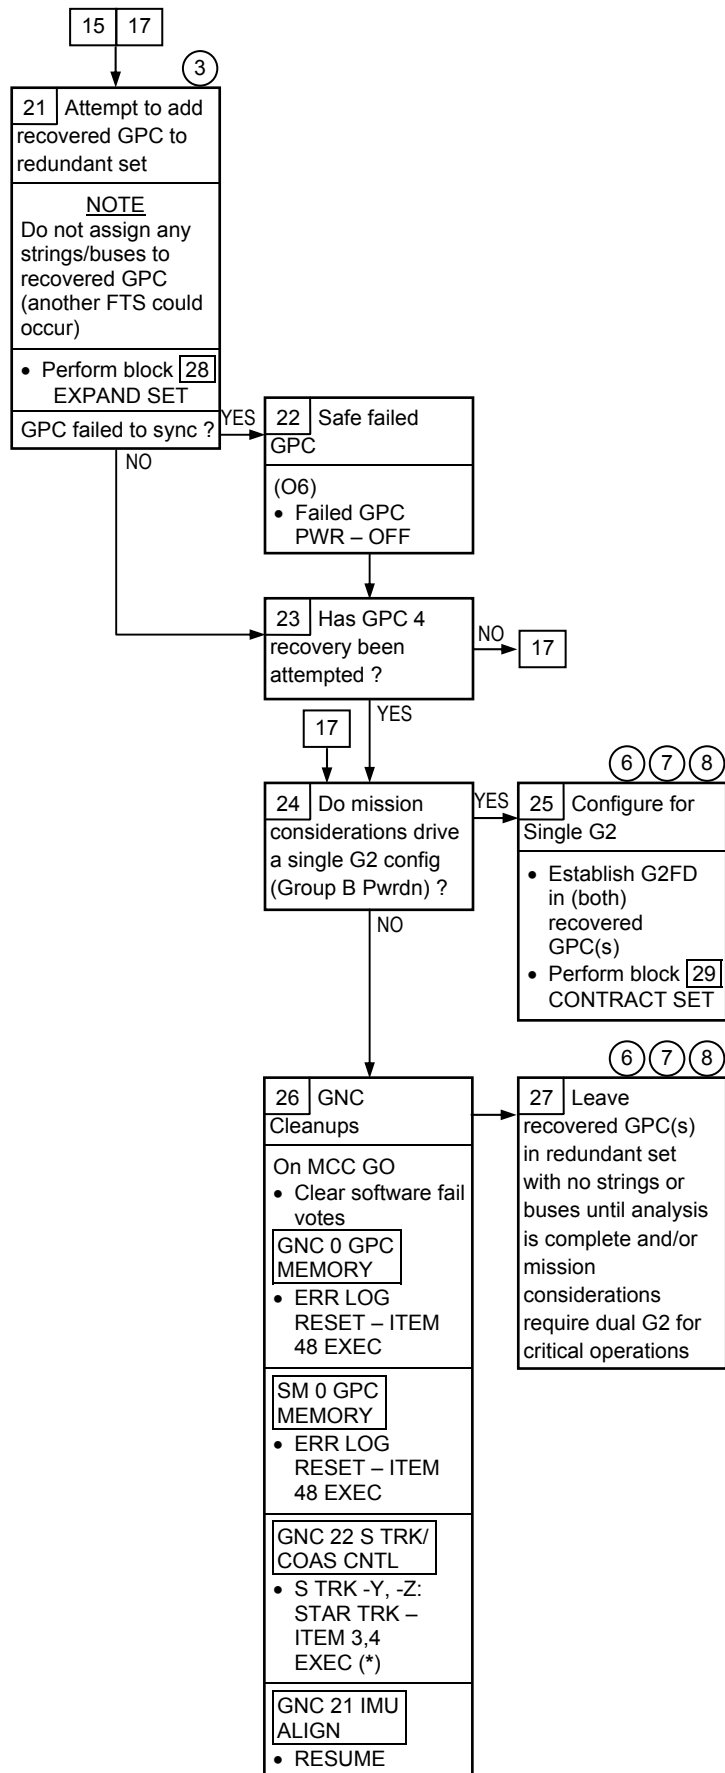 15 17
3
21 Attempt to add
recovered GPC to
redundant set
NOTE
Do not assign any
strings/buses to
recovered GPC
(another FTS could
occur)
• Perform block 28
EXPAND SET
GPC failed to sync ?
YES
NO
22 Safe failed
GPC
(O6)
• Failed GPC
PWR – OFF
23 Has GPC 4
recovery been
attempted ?
NO
17
YES
17
24 Do mission
considerations drive
a single G2 config
(Group B Pwrdn) ?
YES
NO
6 7 8
25 Configure for
Single G2
• Establish G2FD
in (both)
recovered
GPC(s)
• Perform block 29
CONTRACT SET
26 GNC
Cleanups
On MCC GO
• Clear software fail
votes
GNC 0 GPC
MEMORY
• ERR LOG
RESET – ITEM
48 EXEC
SM 0 GPC
MEMORY
• ERR LOG
RESET – ITEM
48 EXEC
GNC 22 S TRK/
COAS CNTL
• S TRK -Y, -Z:
STAR TRK –
ITEM 3,4
EXEC (*)
GNC 21 IMU
ALIGN
• RESUME
6 7 8
27 Leave
recovered GPC(s)
in redundant set
with no strings or
buses until analysis
is complete and/or
mission
considerations
require dual G2 for
critical operations